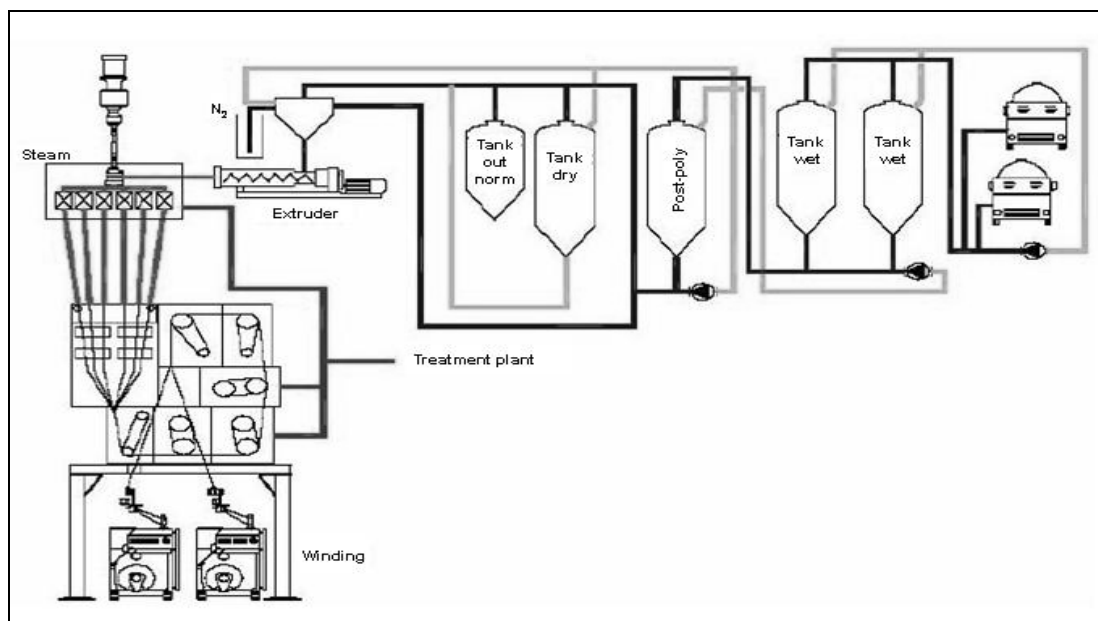 N2
Steam
Extruder
Tank
out
norm
Tank
dry
Post-poly
Tank
wet
Tank
wet
Treatment plant
Winding